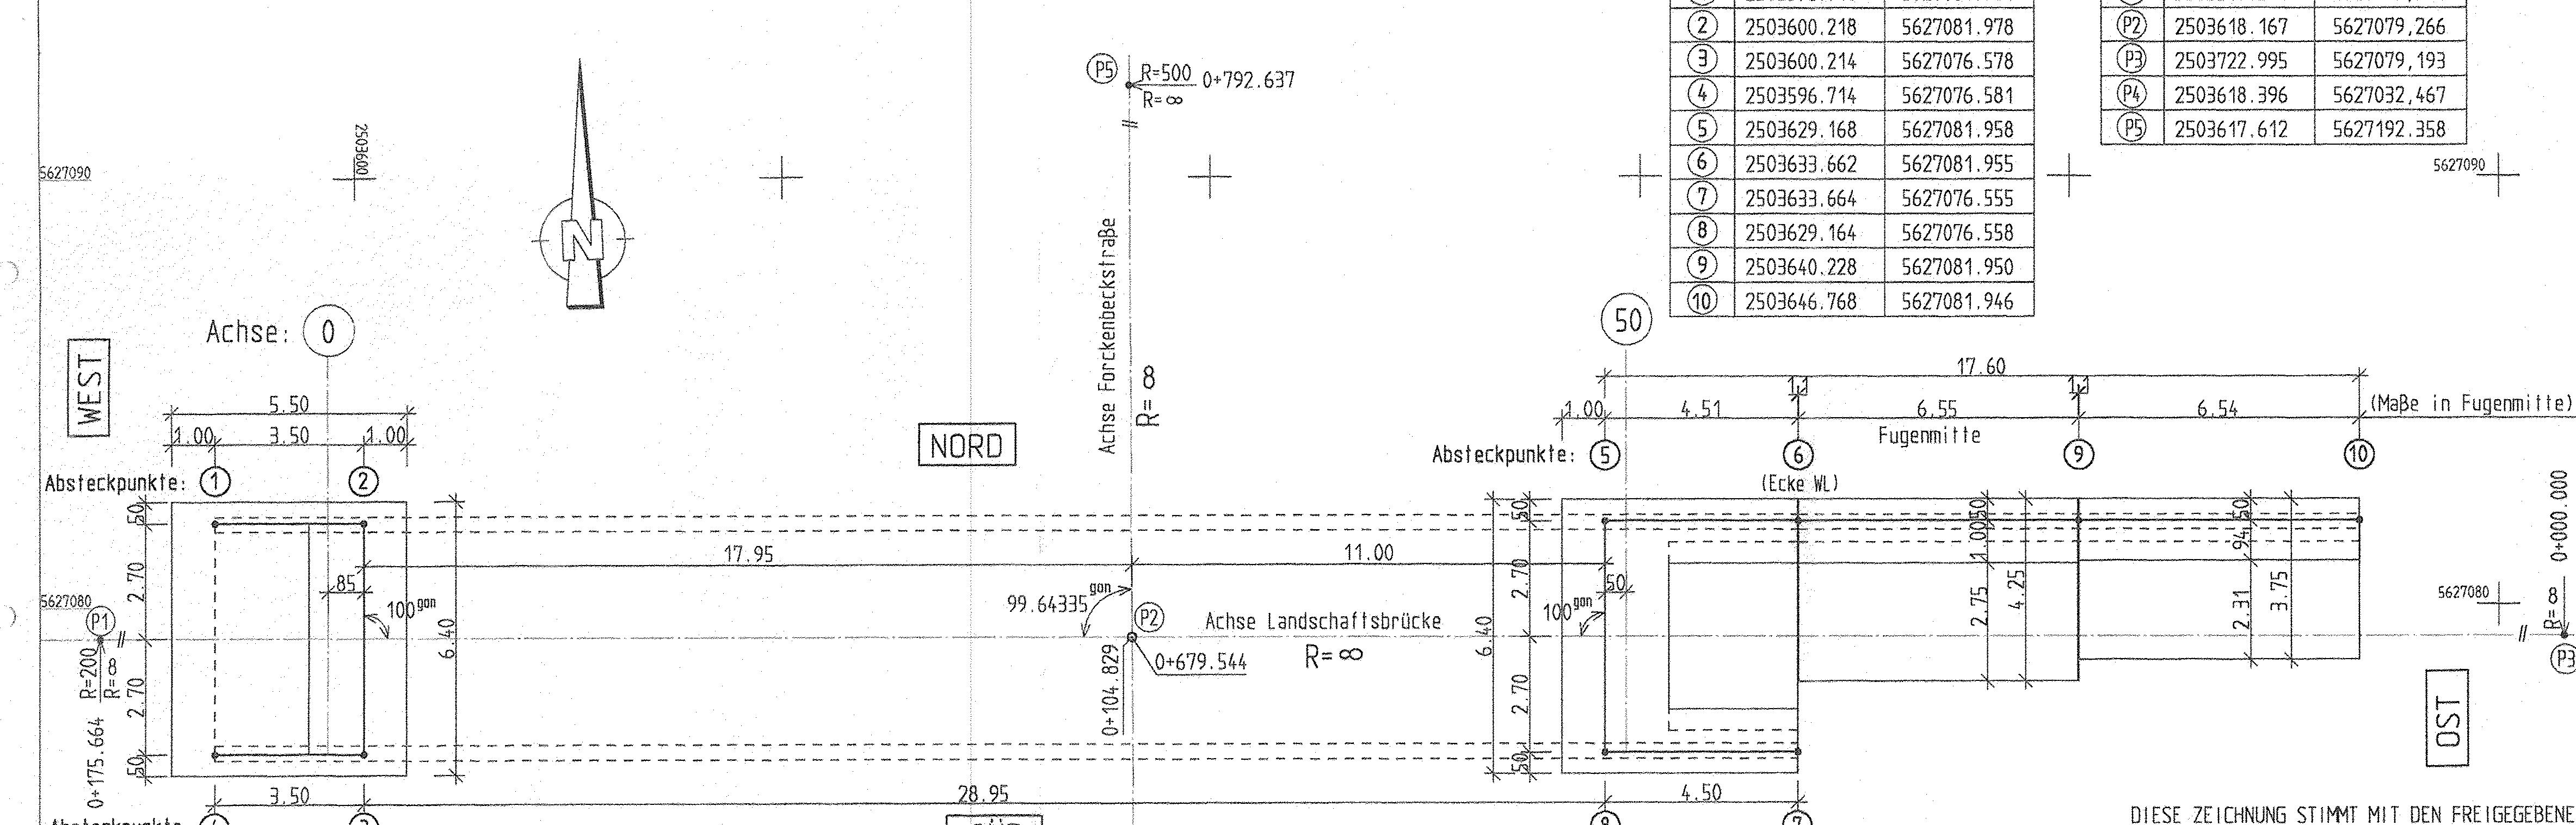 ② 2503600.218 5627081.978
③ 2503600.214 5627076.578
④ 2503596.714 5627076.581
⑤ 2503629.168 5627081.958
⑥ 2503633.662 5627081.955
⑦ 2503633.664 5627076.555
⑧ 2503629.164 5627076.558
⑨ 2503640.228 5627081.950
⑩ 2503646.768 5627081.946
P2 2503618.167 5627079,266
P3 2503722.995 5627079,193
P4 2503618.396 5627032,467
P5 2503617.612 5627192.358
P5 R=500 0+792.637
R=∞
2503600
5627090
5627090
N
Achse Forckenbeckstraße
R=∞
Achse: 0
50
WEST
NORD
5.50
1.00 3.50 1.00
Absteckpunkte: ① ②
17.60
1 1
1.00 4.51 6.55 6.54 (Maße in Fugenmitte)
Fugenmitte
Absteckpunkte: ⑤ ⑥ ⑨ ⑩
(Ecke WL)
50
2.70
2.70
50
85
100gon
6.40
17.95
11.00
99.64335gon
P2
Achse Landschaftsbrücke
R=∞
0+104.829
0+679.544
5627080
P1
R=200
R=∞
0+175.664
50
2.70
2.70
50
6.40
50
100gon
50
1.00
2.75
4.25
50
94
2.31
3.75
5627080
0+000.000
R=∞
P3
OST
3.50
28.95
4.50
DIESE ZEICHNUNG STIMMT MIT DEN FREIGEGEBENE